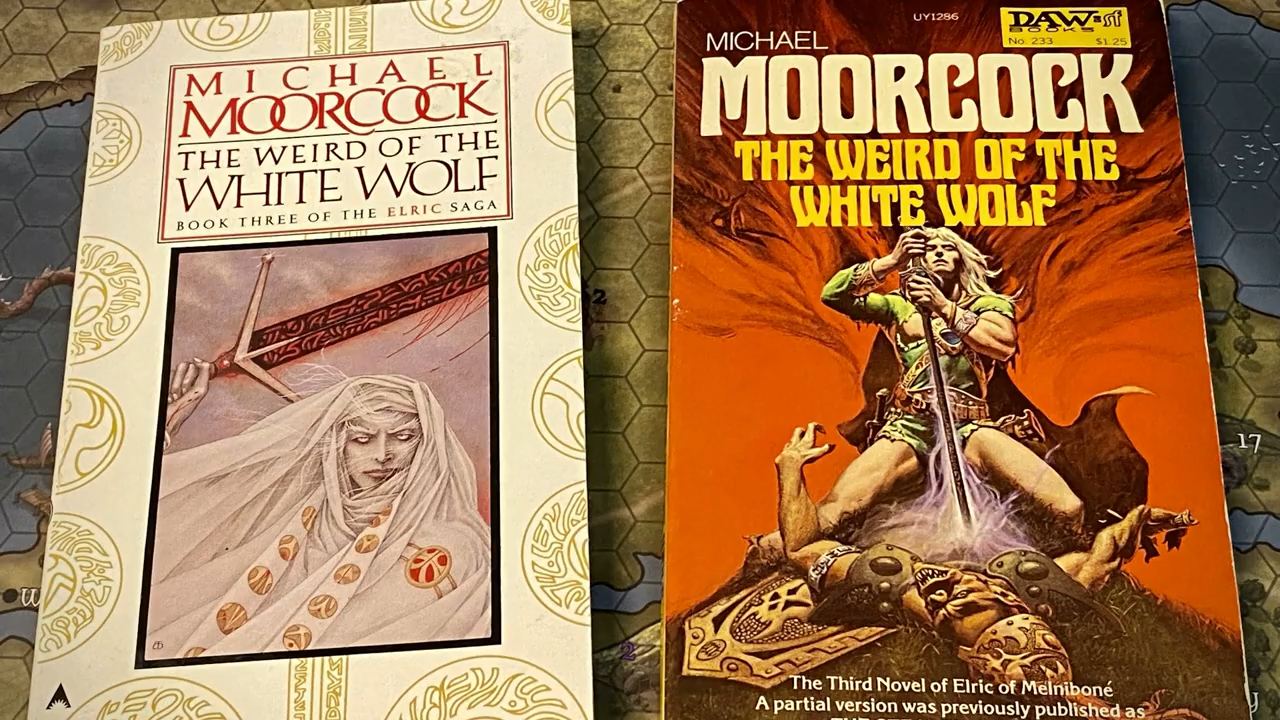 MICHAEL
MOORCOCK
THE WEIRD OF THE
WHITE WOLF
BOOK THREE OF THE ELRIC SAGA
UY1286
DAW sf
BOOKS
No. 233 $1.25
MICHAEL
MOORCOCK
THE WEIRD OF THE
WHITE WOLF
The Third Novel of Elric of Melniboné
A partial version was previously published as
17
2